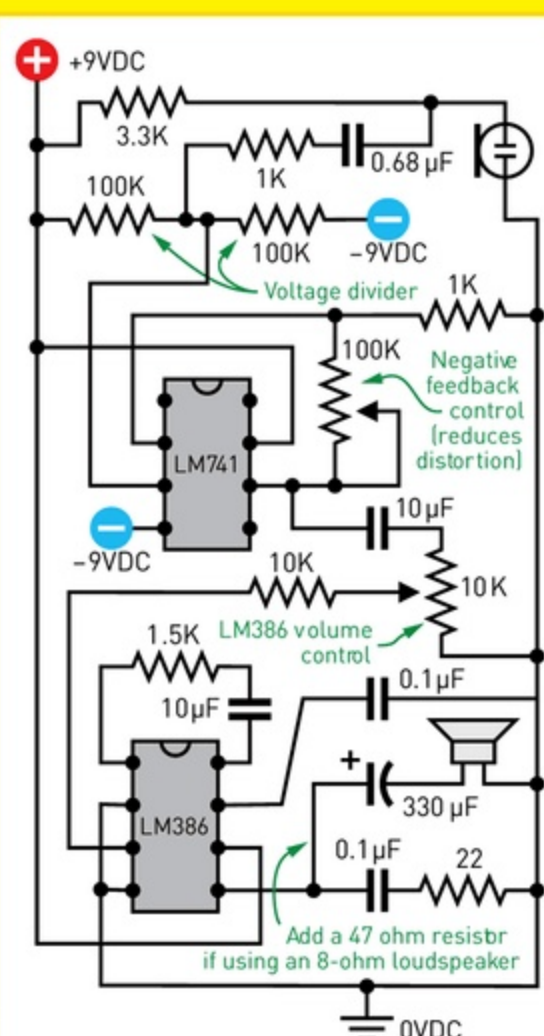 +9VDC
3.3K
0.68 µF
1K
100K
100K
−9VDC
Voltage divider
1K
100K
Negative
feedback
control
(reduces
distortion)
LM741
−9VDC
10µF
10K
10K
LM386 volume
control
1.5K
10µF
0.1µF
+
330 µF
LM386
0.1µF
22
Add a 47 ohm resistor
if using an 8-ohm loudspeaker
0VDC